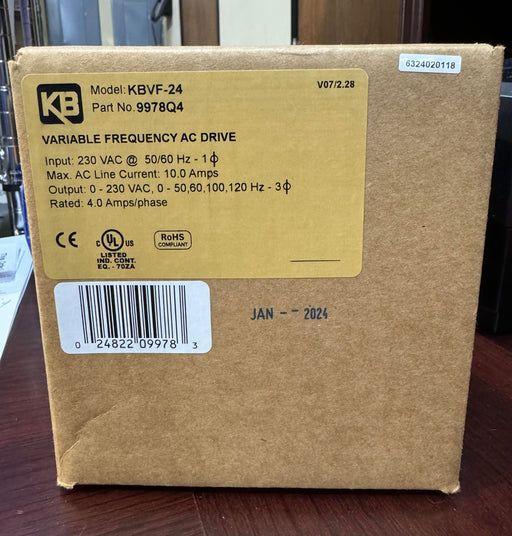 6324020118
KB
Model: KBVF-24
V07/2.28
Part No. 9978Q4
VARIABLE FREQUENCY AC DRIVE
Input: 230 VAC @ 50/60 Hz - 1ϕ
Max. AC Line Current: 10.0 Amps
Output: 0 - 230 VAC, 0 - 50,60,100,120 Hz - 3ϕ
Rated: 4.0 Amps/phase
CE
C UL US
LISTED
IND. CONT.
EQ. - 70ZA
RoHS
COMPLIANT
JAN -- 2024
0 24822 09978 3